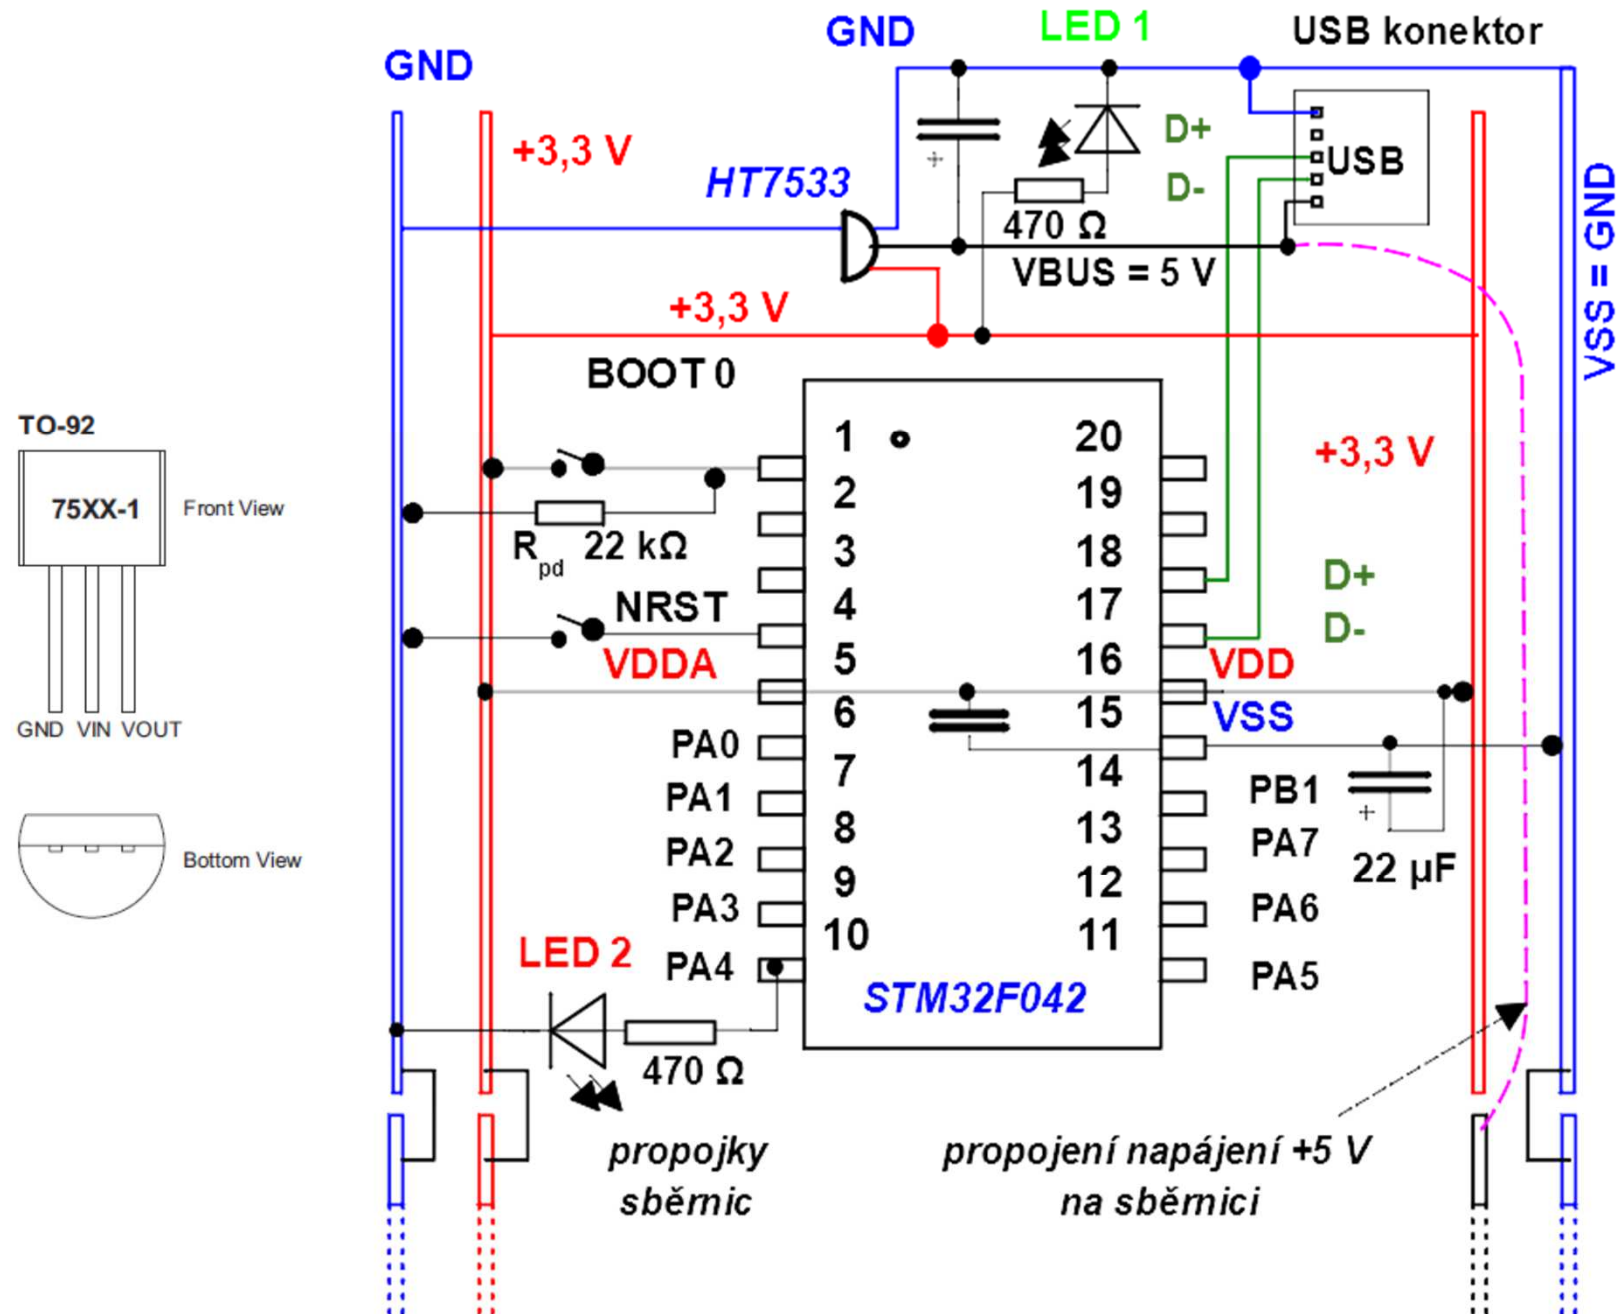 GND
GND
LED 1
USB konektor
+3,3 V
HT7533
D+
D-
USB
470 Ω
VBUS = 5 V
VSS = GND
+3,3 V
BOOT 0
TO-92
75XX-1
Front View
GND VIN VOUT
Bottom View
Rpd 22 kΩ
NRST
VDDA
PA0
PA1
PA2
PA3
PA4
LED 2
470 Ω
1
2
3
4
5
6
7
8
9
10
20
19
18
17
16
15
14
13
12
11
STM32F042
+3,3 V
D+
D-
VDD
VSS
PB1
PA7
PA6
PA5
+
+
22 µF
propojky
sběrnic
propojení napájení +5 V
na sběrnici